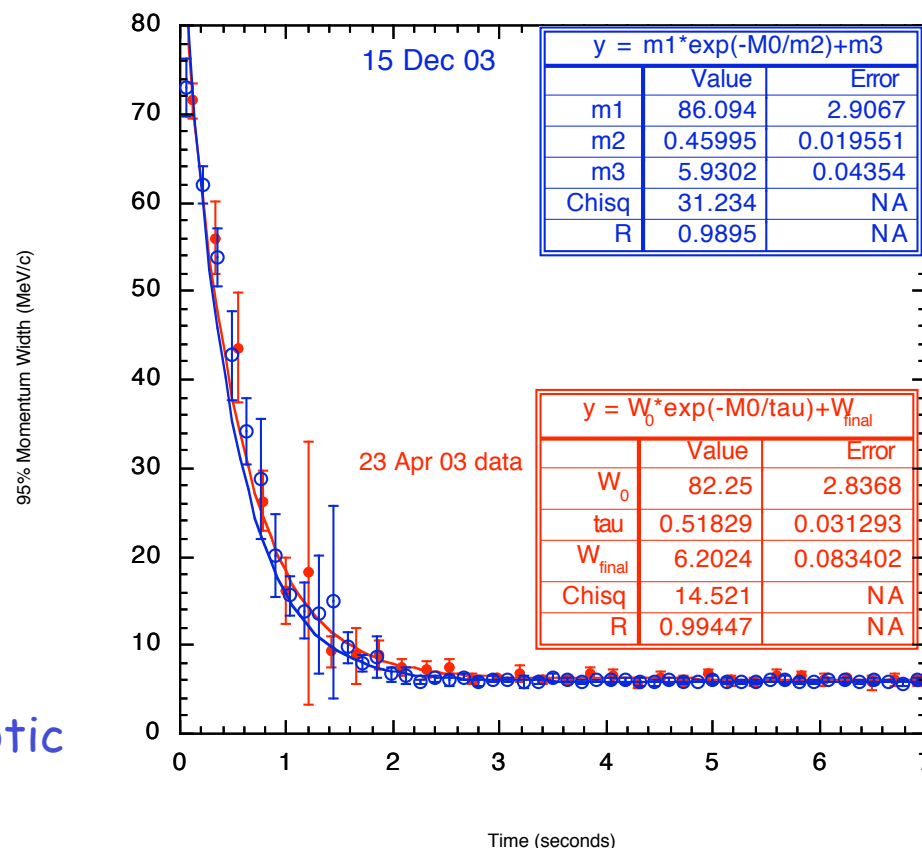 15 Dec 03
y = m1*exp(-M0/m2)+m3
Value Error
m1 86.094 2.9067
m2 0.45995 0.019551
m3 5.9302 0.04354
Chisq 31.234 NA
R 0.9895 NA
23 Apr 03 data
y = W0*exp(-M0/tau)+Wfinal
Value Error
W0 82.25 2.8368
tau 0.51829 0.031293
Wfinal 6.2024 0.083402
Chisq 14.521 NA
R 0.99447 NA
95% Momentum Width (MeV/c)
80
70
60
50
40
30
20
10
0
0 1 2 3 4 5 6 7
Time (seconds)